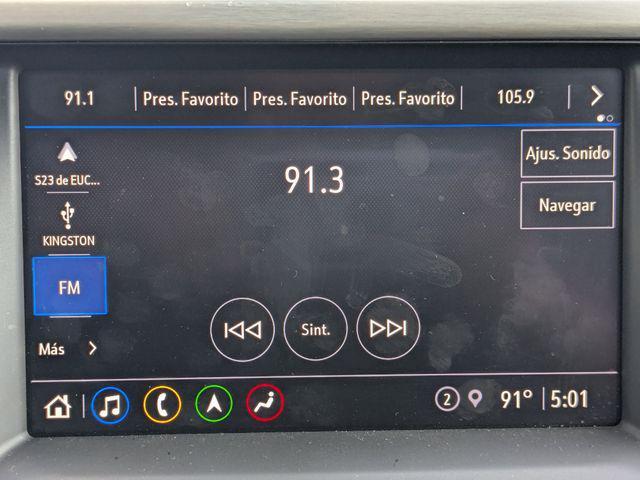 91.1 Pres. Favorito Pres. Favorito Pres. Favorito 105.9
S23 de EUC...
91.3
Ajus. Sonido
Navegar
KINGSTON
FM
Sint.
Más
2 91° 5:01